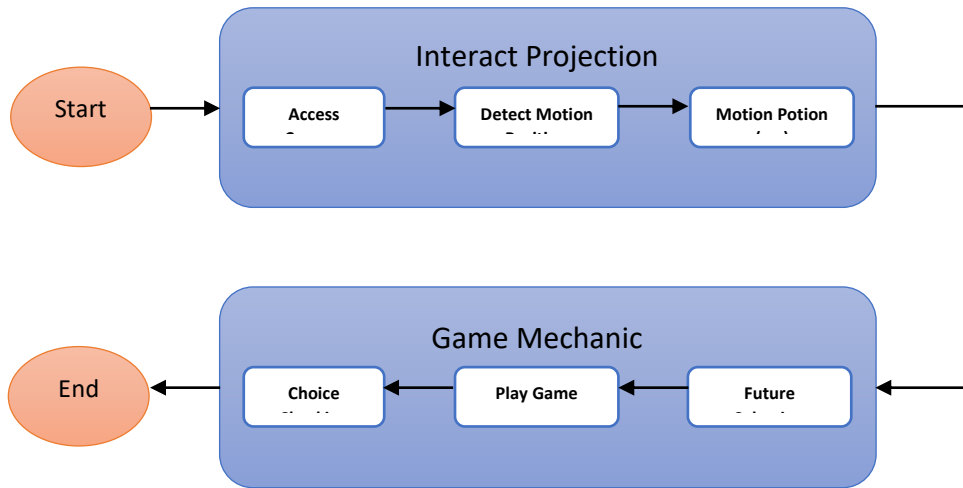 Interact Projection
Start
Access
Detect Motion
Motion Potion
Game Mechanic
End
Choice
Play Game
Future